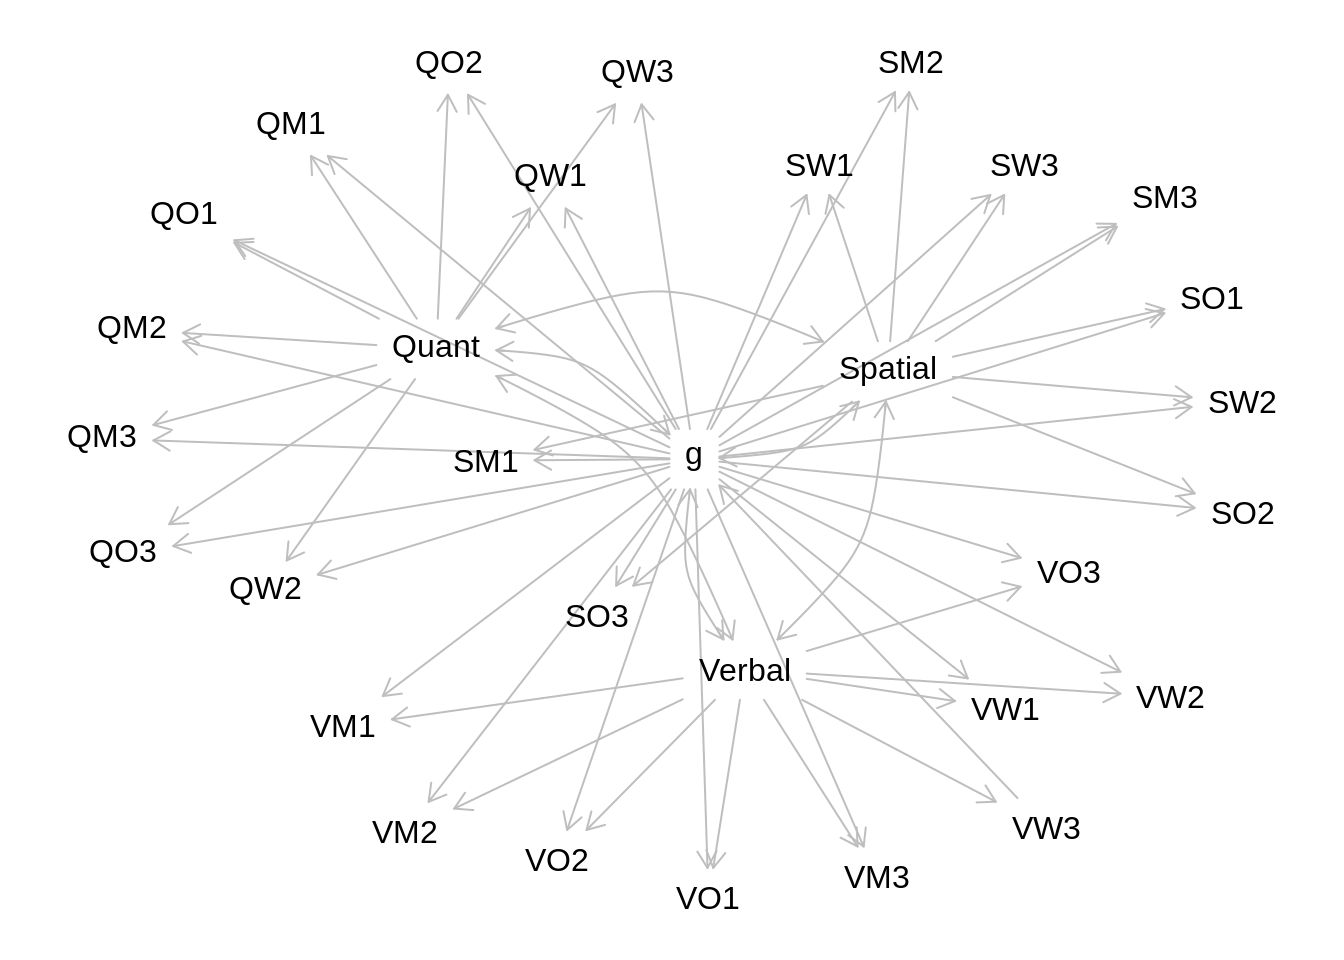 QO2
QW3
SM2
QM1
QW1
SW1
SW3
SM3
QO1
SO1
QM2
Quant
Spatial
SW2
QM3
SM1
g
SO2
QO3
QW2
VO3
SO3
Verbal
VW2
VW1
VM1
VM2
VW3
VO2
VM3
VO1